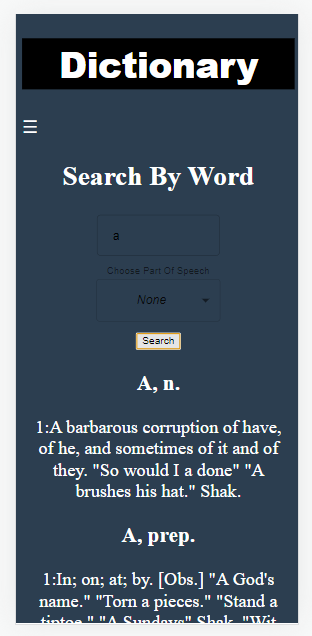 Dictionary
☰
Search By Word
a
Choose Part Of Speech
None
Search
A, n.
1:A barbarous corruption of have,
of he, and sometimes of it and of
they. "So would I a done" "A
brushes his hat." Shak.
A, prep.
1:In; on; at; by. [Obs.] "A God's
name." "Torn a pieces." "Stand a
tiptoe." "A Sundays" Shak. "Wit